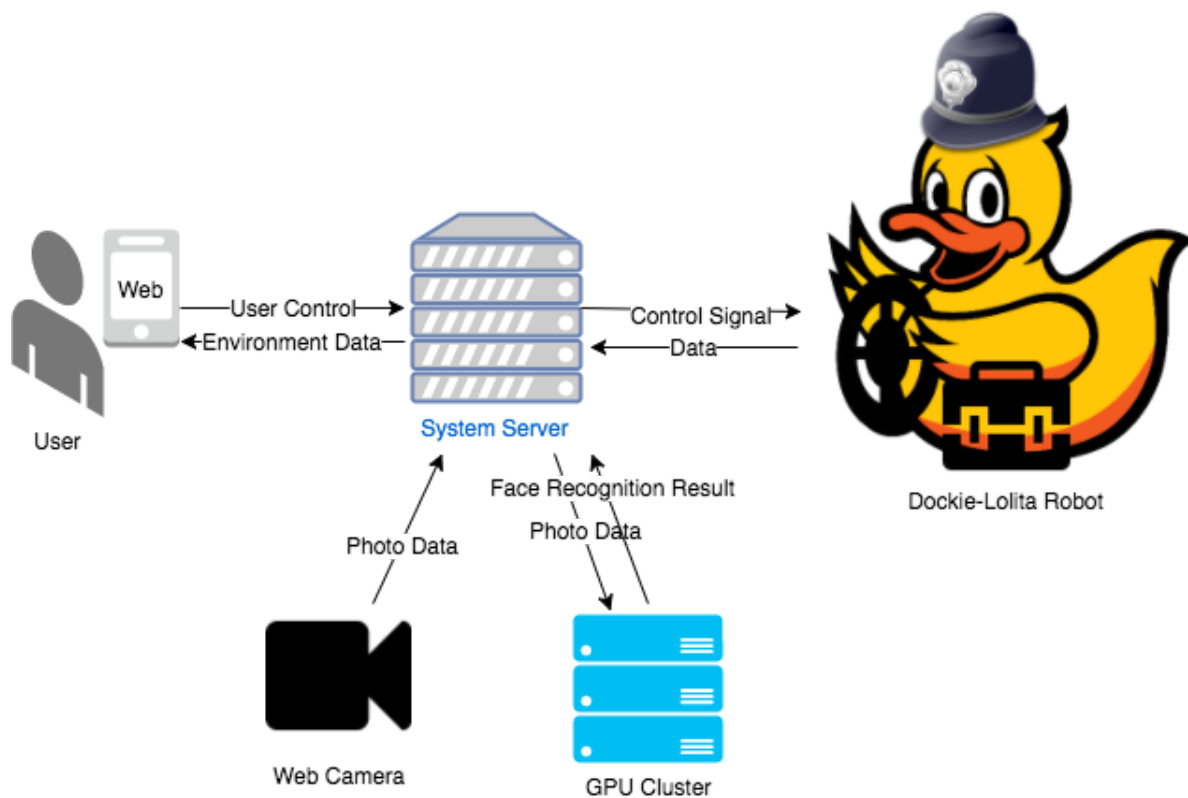 Web
User Control
Environment Data
Control Signal
Data
System Server
User
Face Recognition Result
Dockie-Lolita Robot
Photo Data
Photo Data
Web Camera
GPU Cluster